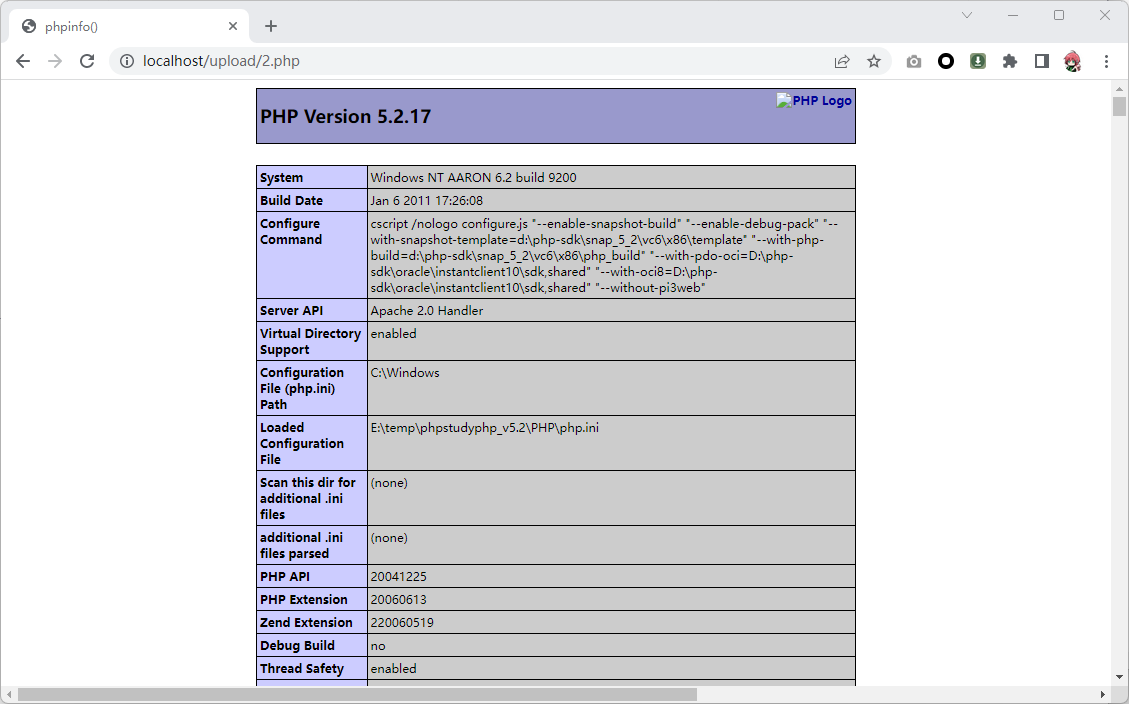 phpinfo()
localhost/upload/2.php
PHP Version 5.2.17
PHP Logo
System
Windows NT AARON 6.2 build 9200
Build Date
Jan 6 2011 17:26:08
Configure
Command
cscript /nologo configure.js "--enable-snapshot-build" "--enable-debug-pack" "--
with-snapshot-template=d:\php-sdk\snap_5_2\vc6\x86\template" "--with-php-
build=d:\php-sdk\snap_5_2\vc6\x86\php_build" "--with-pdo-oci=D:\php-
sdk\oracle\instantclient10\sdk,shared" "--with-oci8=D:\php-
sdk\oracle\instantclient10\sdk,shared" "--without-pi3web"
Server API
Apache 2.0 Handler
Virtual Directory
Support
enabled
Configuration
File (php.ini)
Path
C:\Windows
Loaded
Configuration
File
E:\temp\phpstudyphp_v5.2\PHP\php.ini
Scan this dir for
additional .ini
files
(none)
additional .ini
files parsed
(none)
PHP API
20041225
PHP Extension
20060613
Zend Extension
220060519
Debug Build
no
Thread Safety
enabled